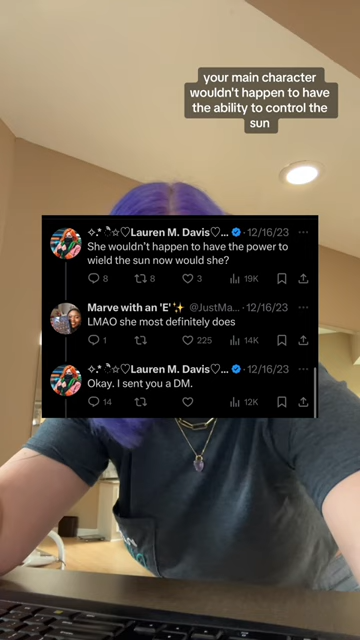 your main character
wouldn't happen to have
the ability to control the
sun
✧.* ੈ☆♡Lauren M. Davis♡... · 12/16/23 ···
She wouldn't happen to have the power to
wield the sun now would she?
8 8 3 19K
Marve with an 'E'✨ @JustMa... · 12/16/23 ···
LMAO she most definitely does
1 225 14K
✧.* ੈ☆♡Lauren M. Davis♡... · 12/16/23 ···
Okay. I sent you a DM.
14 12K